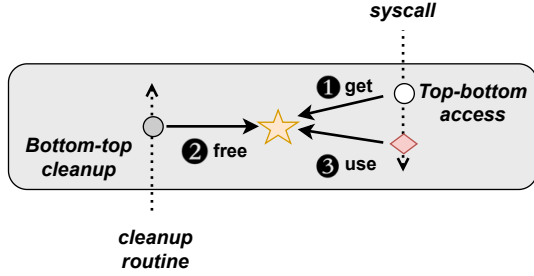 syscall
❶ get
Top-bottom
access
Bottom-top
cleanup
❷ free
❸ use
cleanup
routine